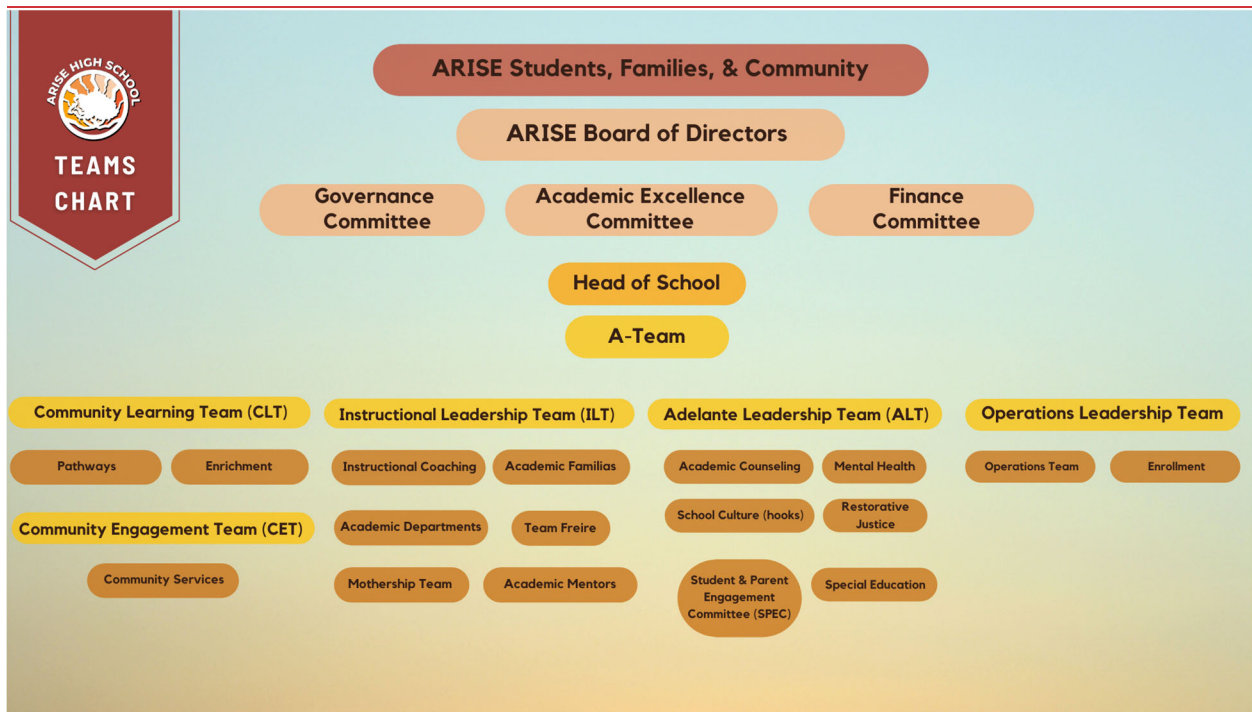 ARISE HIGH SCHOOL
TEAMS
CHART
ARISE Students, Families, & Community
ARISE Board of Directors
Governance
Committee
Academic Excellence
Committee
Finance
Committee
Head of School
A-Team
Community Learning Team (CLT)
Pathways
Enrichment
Community Engagement Team (CET)
Community Services
Instructional Leadership Team (ILT)
Instructional Coaching
Academic Familias
Academic Departments
Team Freire
Mothership Team
Academic Mentors
Adelante Leadership Team (ALT)
Academic Counseling
Mental Health
School Culture (hooks)
Restorative
Justice
Student & Parent
Engagement
Committee (SPEC)
Special Education
Operations Leadership Team
Operations Team
Enrollment